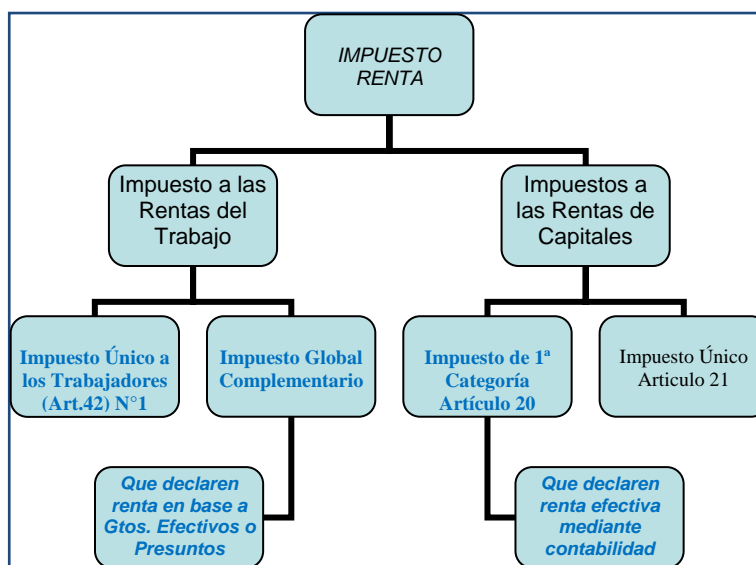 IMPUESTO
RENTA
Impuesto a las
Rentas del
Trabajo
Impuestos a
las Rentas de
Capitales
Impuesto Único a
los Trabajadores
(Art.42) N°1
Impuesto Global
Complementario
Impuesto de 1ª
Categoría
Artículo 20
Impuesto Único
Articulo 21
Que declaren
renta en base a
Gtos. Efectivos o
Presuntos
Que declaren
renta efectiva
mediante
contabilidad